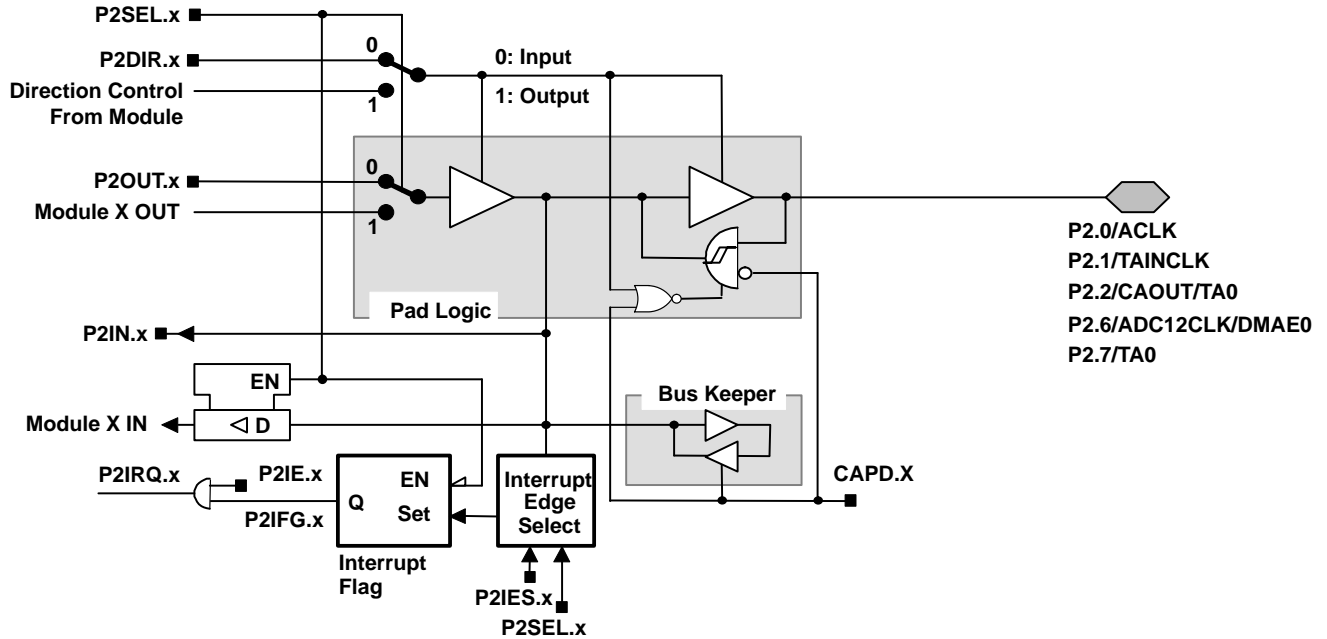 P2SEL.x
P2DIR.x
0
0: Input
Direction Control
From Module
1
1: Output
P2OUT.x
0
Module X OUT
1
P2.0/ACLK
P2.1/TAINCLK
P2.2/CAOUT/TA0
P2.6/ADC12CLK/DMAE0
P2.7/TA0
Pad Logic
P2IN.x
EN
Bus Keeper
Module X IN
D
P2IRQ.x
P2IE.x
P2IFG.x
EN
Q
Set
Interrupt
Edge
Select
CAPD.X
Interrupt
Flag
P2IES.x
P2SEL.x